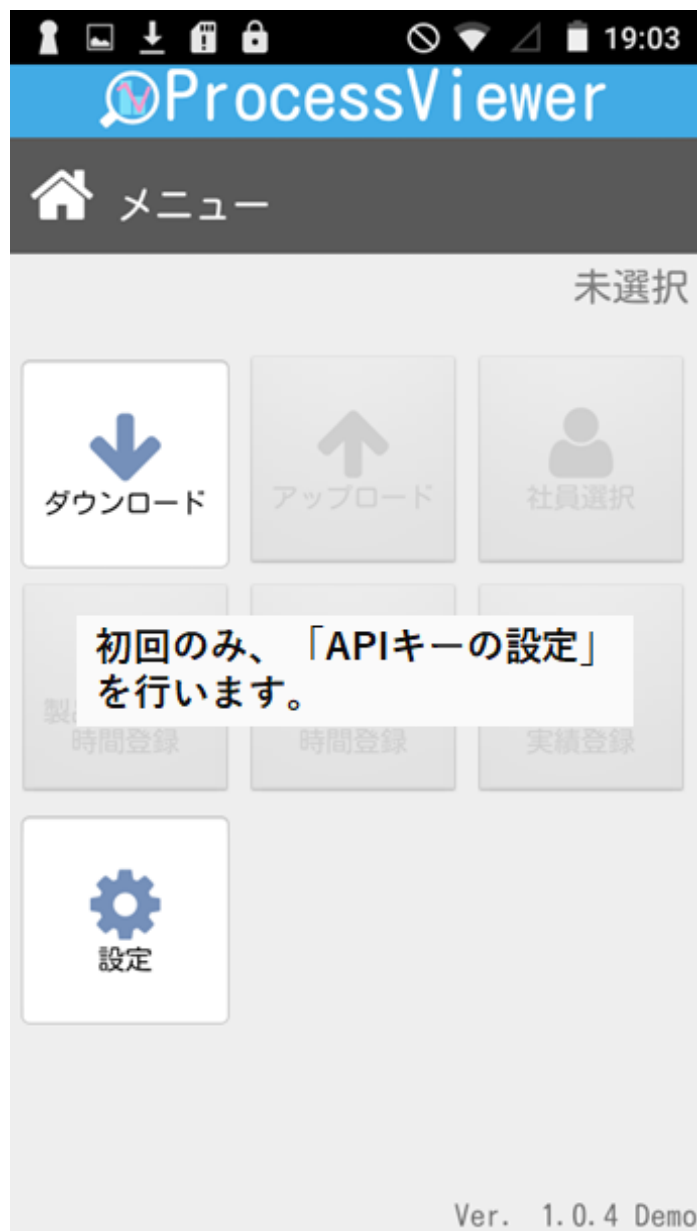 19:03
ProcessViewer
メニュー
未選択
ダウンロード
アップロード
社員選択
初回のみ、「APIキーの設定」
を行います。
製
時間登録
時間登録
実績登録
設定
Ver. 1.0.4 Demo